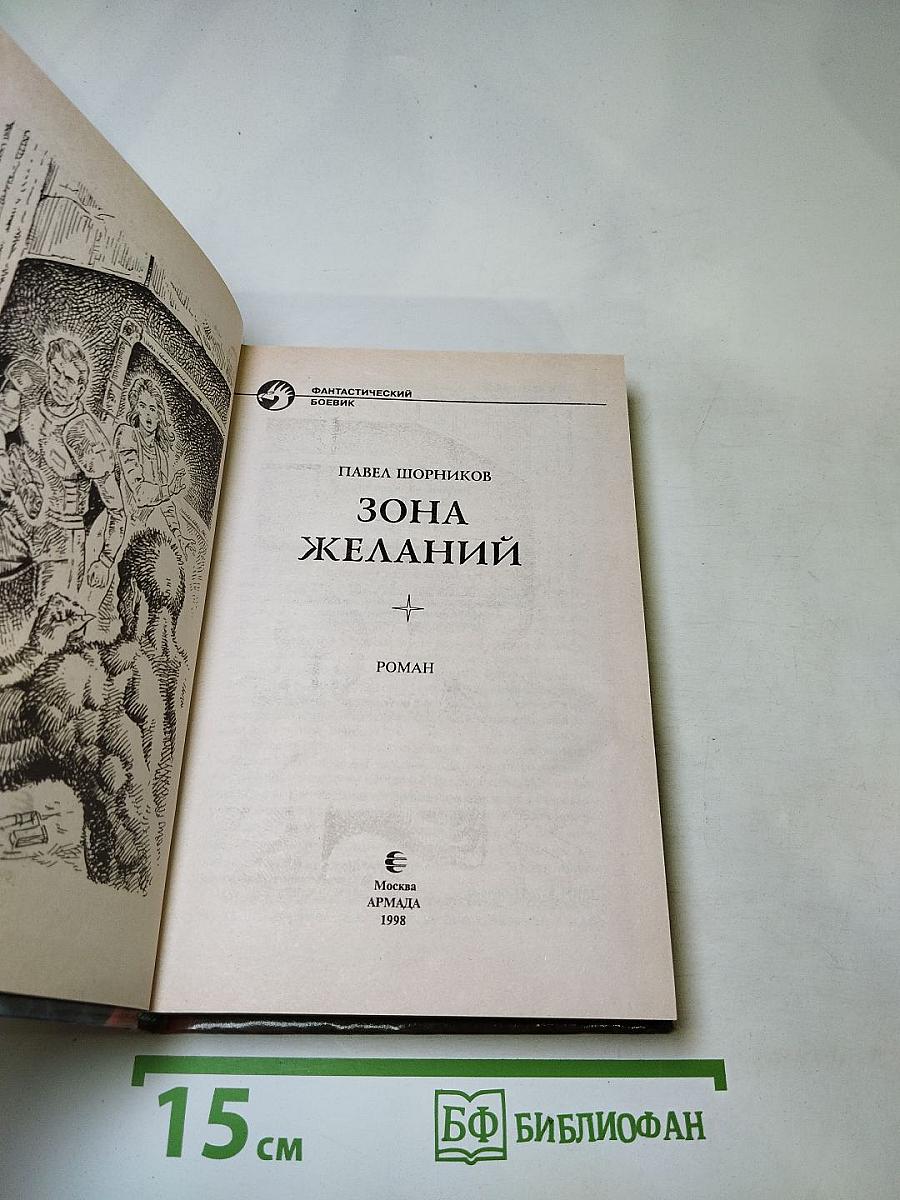 ФАНТАСТИЧЕСКИЙ
БОЕВИК
ПАВЕЛ ШОРНИКОВ
ЗОНА
ЖЕЛАНИЙ
РОМАН
Москва
АРМАДА
1998
15 см
БФ БИБЛИОФАН